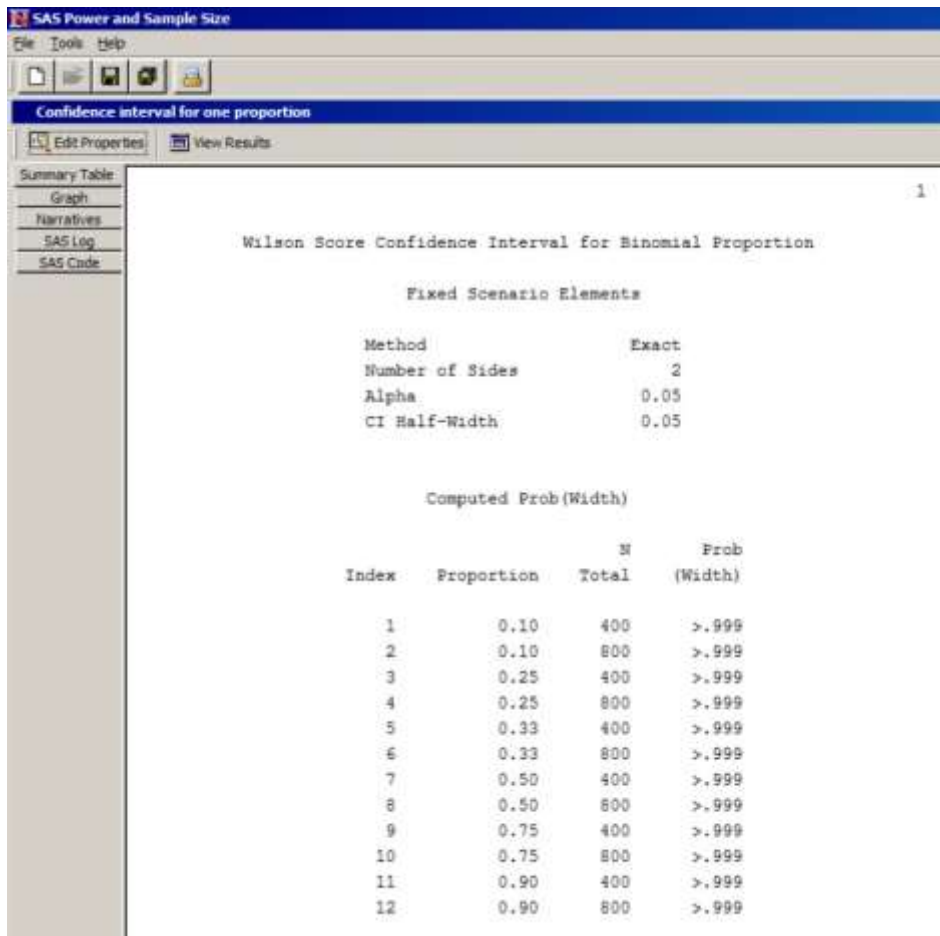 SAS Power and Sample Size
File Tools Help
Confidence interval for one proportion
Edit Properties View Results
Summary Table
Graph
Narratives
SAS Log
SAS Code
1
Wilson Score Confidence Interval for Binomial Proportion
Fixed Scenario Elements
Method Exact
Number of Sides 2
Alpha 0.05
CI Half-Width 0.05
Computed Prob(Width)
N Prob
Index Proportion Total (Width)
1 0.10 400 >.999
2 0.10 800 >.999
3 0.25 400 >.999
4 0.25 800 >.999
5 0.33 400 >.999
6 0.33 800 >.999
7 0.50 400 >.999
8 0.50 800 >.999
9 0.75 400 >.999
10 0.75 800 >.999
11 0.90 400 >.999
12 0.90 800 >.999